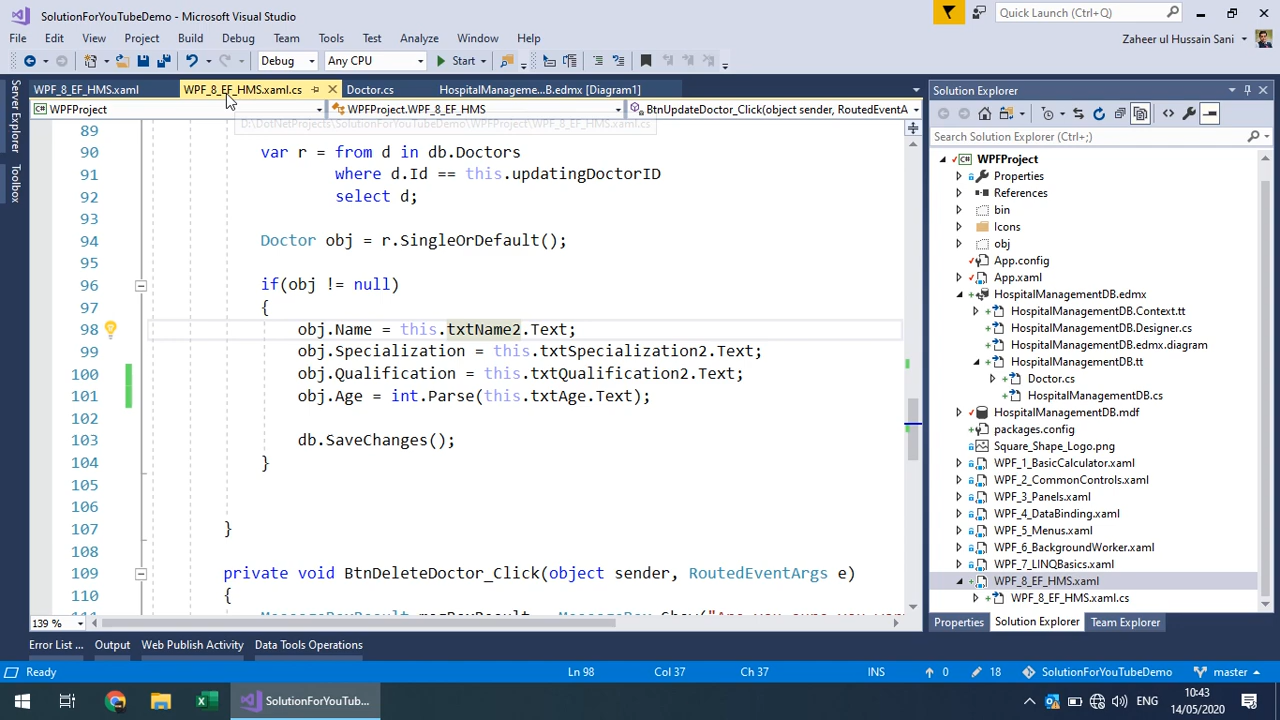 SolutionForYouTubeDemo - Microsoft Visual Studio
Quick Launch (Ctrl+Q)
File Edit View Project Build Debug Team Tools Test Analyze Window Help
Zaheer ul Hussain Sani
Debug Any CPU Start
WPF_8_EF_HMS.xaml WPF_8_EF_HMS.xaml.cs Doctor.cs HospitalManageme...B.edmx [Diagram1]
WPFProject WPFProject.WPF_8_EF_HMS BtnUpdateDoctor_Click(object sender, RoutedEventA
D:\DotNetProjects\SolutionForYouTubeDemo\WPFProject\WPF_8_EF_HMS.xaml.cs
Server Explorer
Toolbox
89
90 var r = from d in db.Doctors
91 where d.Id == this.updatingDoctorID
92 select d;
93
94 Doctor obj = r.SingleOrDefault();
95
96 if(obj != null)
97 {
98 obj.Name = this.txtName2.Text;
99 obj.Specialization = this.txtSpecialization2.Text;
100 obj.Qualification = this.txtQualification2.Text;
101 obj.Age = int.Parse(this.txtAge.Text);
102
103 db.SaveChanges();
104 }
105
106
107 }
108
109 private void BtnDeleteDoctor_Click(object sender, RoutedEventArgs e)
110 {
139 %
Solution Explorer
Search Solution Explorer
WPFProject
Properties
References
bin
Icons
obj
App.config
App.xaml
HospitalManagementDB.edmx
HospitalManagementDB.Context.tt
HospitalManagementDB.Designer.cs
HospitalManagementDB.edmx.diagram
HospitalManagementDB.tt
Doctor.cs
HospitalManagementDB.cs
HospitalManagementDB.mdf
packages.config
Square_Shape_Logo.png
WPF_1_BasicCalculator.xaml
WPF_2_CommonControls.xaml
WPF_3_Panels.xaml
WPF_4_DataBinding.xaml
WPF_5_Menus.xaml
WPF_6_BackgroundWorker.xaml
WPF_7_LINQBasics.xaml
WPF_8_EF_HMS.xaml
WPF_8_EF_HMS.xaml.cs
Properties Solution Explorer Team Explorer
Error List ... Output Web Publish Activity Data Tools Operations
Ready Ln 98 Col 37 Ch 37 INS 0 18 SolutionForYouTubeDemo master
SolutionForYouTub...
ENG
10:43
14/05/2020